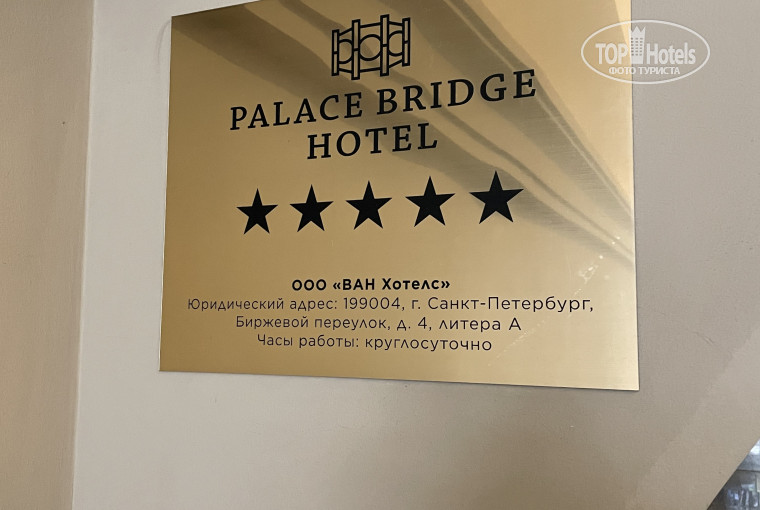 TOP Hotels
ФОТО ТУРИСТА
PALACE BRIDGE
HOTEL
ООО «ВАН Хотелс»
Юридический адрес: 199004, г. Санкт-Петербург,
Биржевой переулок, д. 4, литера А
Часы работы: круглосуточно